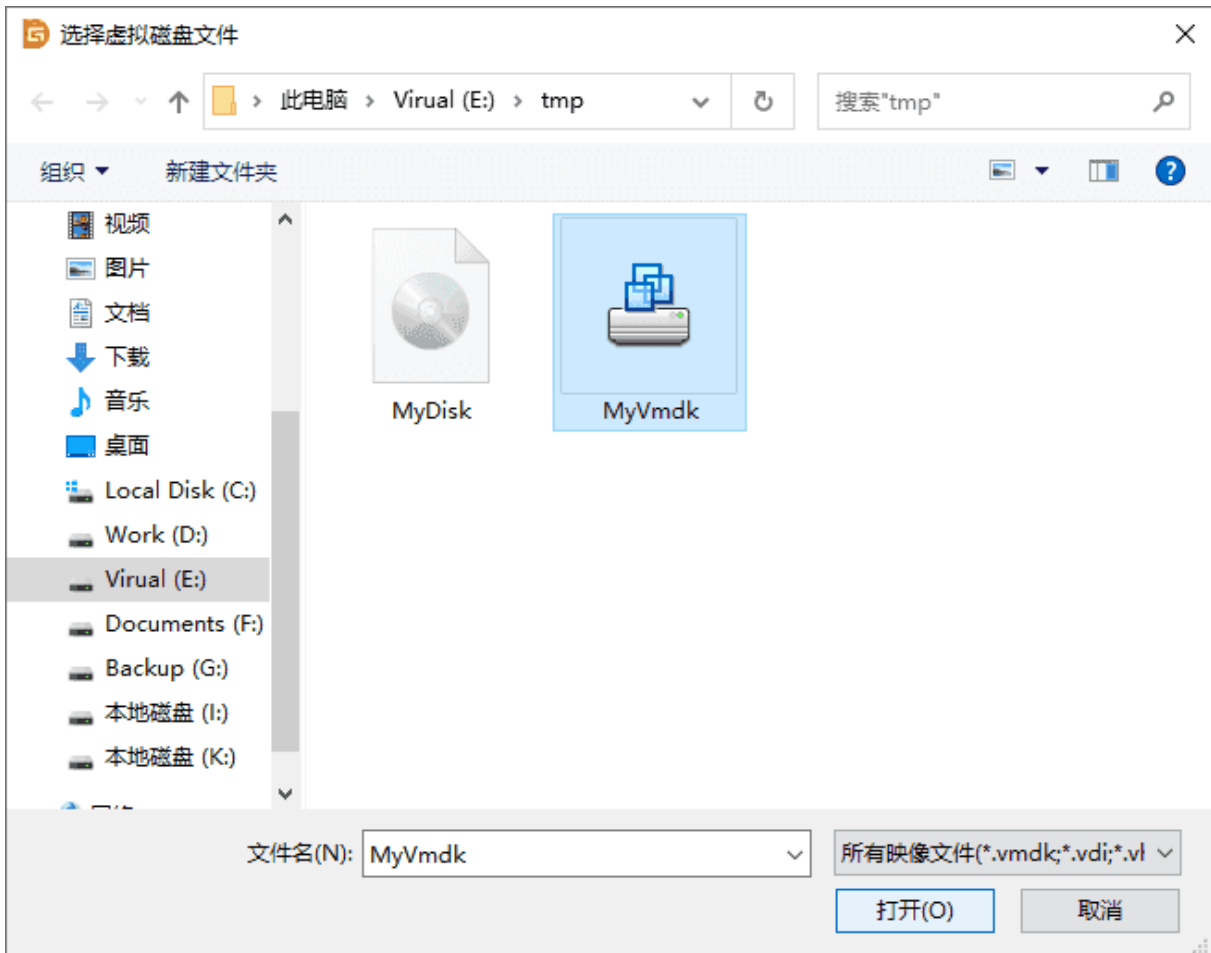 选择虚拟磁盘文件
此电脑 > Virual (E:) > tmp
搜索"tmp"
组织
新建文件夹
视频
图片
文档
下载
音乐
桌面
Local Disk (C:)
Work (D:)
Virual (E:)
Documents (F:)
Backup (G:)
本地磁盘 (I:)
本地磁盘 (K:)
MyDisk
MyVmdk
文件名(N):
MyVmdk
所有映像文件(*.vmdk;*.vdi;*.vh
打开(O)
取消